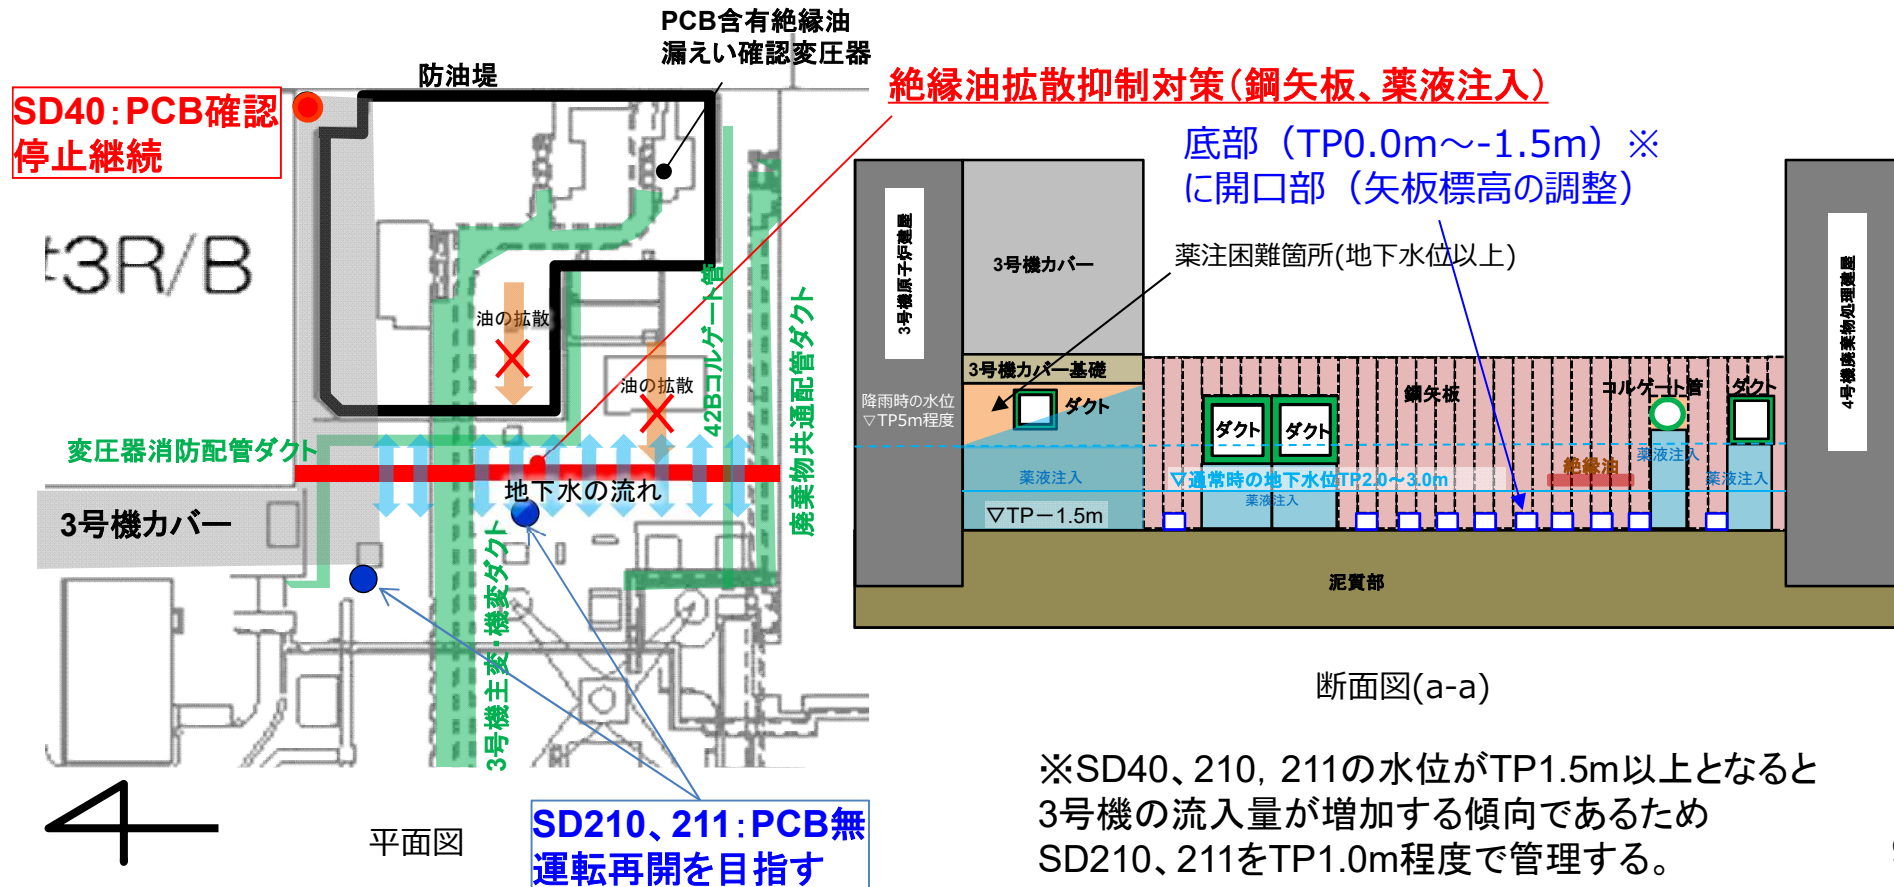 PCB含有絶縁油
漏えい確認変圧器
防油堤
SD40：PCB確認
停止継続
3R/B
油の拡散
油の拡散
42Bコルゲート管
廃棄物共通配管ダクト
変圧器消防配管ダクト
地下水の流れ
3号機カバー
3号機主変・機変ダクト
平面図
SD210、211：PCB無
運転再開を目指す
絶縁油拡散抑制対策（鋼矢板、薬液注入）
底部（TP0.0m～-1.5m）※
に開口部（矢板標高の調整）
薬注困難箇所(地下水位以上)
3号機原子炉建屋
3号機カバー
3号機カバー基礎
ダクト
降雨時の水位
▽TP5m程度
薬液注入
▽TP－1.5m
ダクト
ダクト
鋼矢板
コルゲート管
ダクト
絶縁油
薬液注入
薬液注入
▽通常時の地下水位TP2.0～3.0m
薬液注入
4号機廃棄物処理建屋
泥質部
断面図(a-a)
※SD40、210, 211の水位がTP1.5m以上となると
3号機の流入量が増加する傾向であるため
SD210、211をTP1.0m程度で管理する。